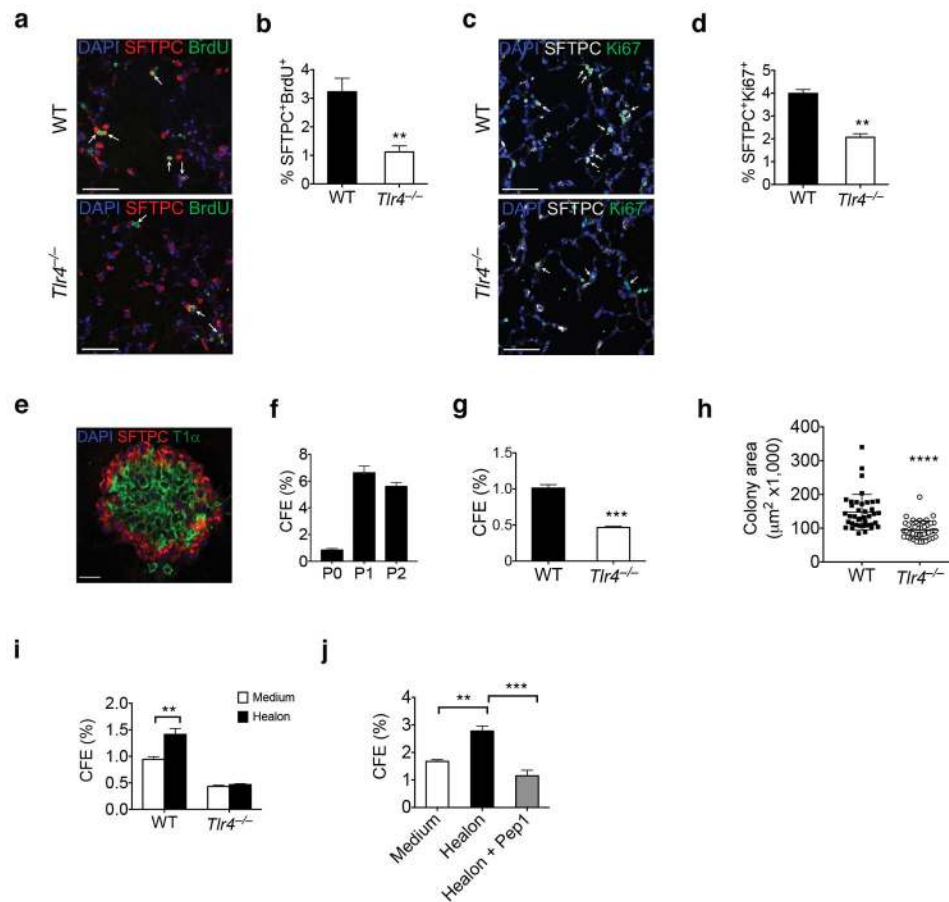 a
DAPI SFTPC BrdU
WT
DAPI SFTPC BrdU
Tlr4–/–
b
% SFTPC+BrdU+
4
3
2
1
0
**
WT Tlr4–/–
c
DAPI SFTPC Ki67
WT
DAPI SFTPC Ki67
Tlr4–/–
d
% SFTPC+Ki67+
5
4
3
2
1
0
**
WT Tlr4–/–
e
DAPI SFTPC T1α
f
CFE (%)
8
6
4
2
0
P0 P1 P2
g
CFE (%)
1.5
1.0
0.5
0
***
WT Tlr4–/–
h
Colony area
(μm² x1,000)
400
300
200
100
0
****
WT Tlr4–/–
i
CFE (%)
2.0
1.5
1.0
0.5
0.0
**
Medium
Healon
WT Tlr4–/–
j
CFE (%)
4
3
2
1
0
** ***
Medium
Healon
Healon + Pep1